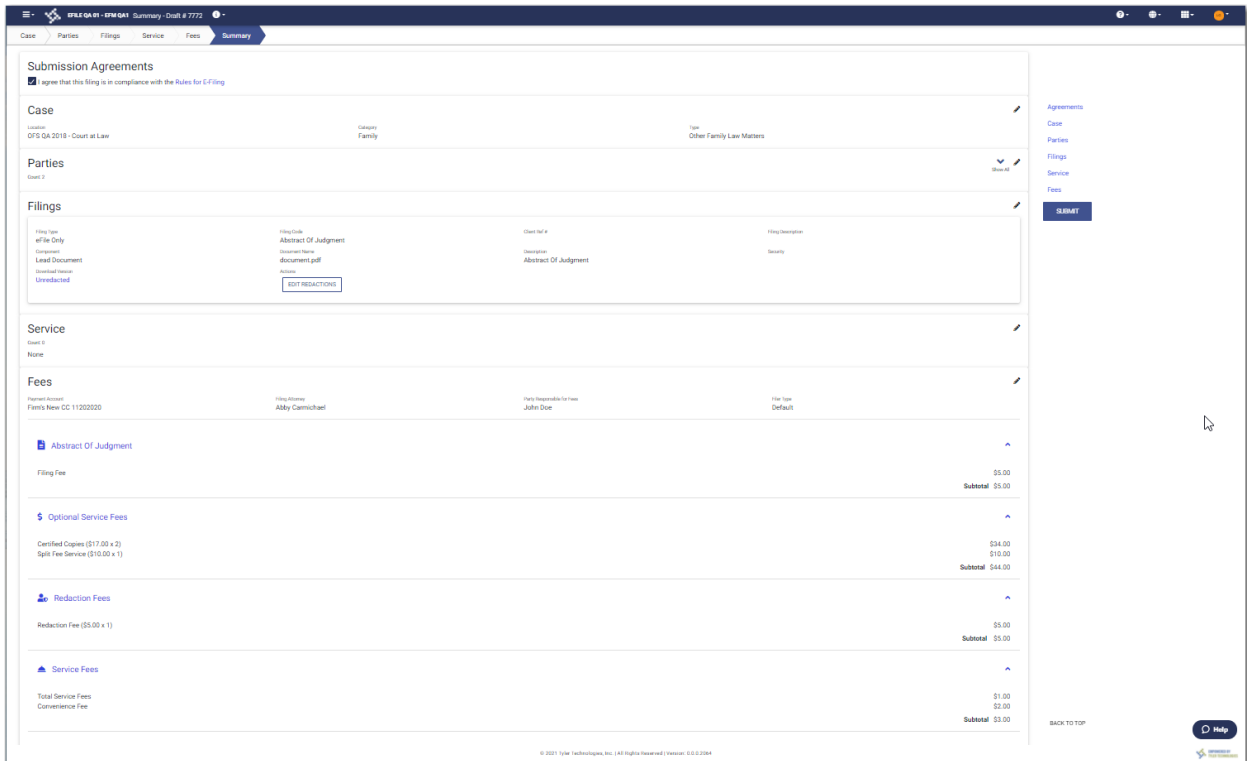 EFILE QA 01 - EFM QA1 Summary - Draft # 7772
Case Parties Filings Service Fees Summary
Submission Agreements
I agree that this filing is in compliance with the Rules for E-Filing
Case
Location Category Type
OFS QA 2018 - Court at Law Family Other Family Law Matters
Parties
Count 2
Show All
Filings
Filing Type Filing Code Client Ref # Filing Description
eFile Only Abstract Of Judgment
Component Document Name Description Security
Lead Document document.pdf Abstract Of Judgment
Download Version Actions
Unredacted
EDIT REDACTIONS
Service
Count 0
None
Fees
Payment Account Filing Attorney Party Responsible for Fees Filer Type
Firm's New CC 11202020 Abby Carmichael John Doe Default
Abstract Of Judgment
Filing Fee $5.00
Subtotal $5.00
Optional Service Fees
Certified Copies ($17.00 x 2) $34.00
Split Fee Service ($10.00 x 1) $10.00
Subtotal $44.00
Redaction Fees
Redaction Fee ($5.00 x 1) $5.00
Subtotal $5.00
Service Fees
Total Service Fees $1.00
Convenience Fee $2.00
Subtotal $3.00
Agreements
Case
Parties
Filings
Service
Fees
SUBMIT
BACK TO TOP
Help
© 2021 Tyler Technologies, Inc. | All Rights Reserved | Version: 0.0.0.2064